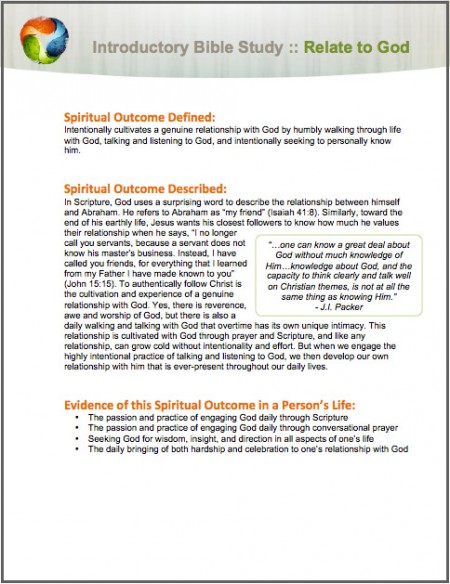 Introductory Bible Study :: Relate to God
Spiritual Outcome Defined:
Intentionally cultivates a genuine relationship with God by humbly walking through life
with God, talking and listening to God, and intentionally seeking to personally know
him.
Spiritual Outcome Described:
In Scripture, God uses a surprising word to describe the relationship between himself
and Abraham. He refers to Abraham as “my friend” (Isaiah 41:8). Similarly, toward the
end of his earthly life, Jesus wants his closest followers to know how much he values
their relationship when he says, “I no longer
call you servants, because a servant does not
know his master’s business. Instead, I have
called you friends, for everything that I learned
from my Father I have made known to you”
(John 15:15). To authentically follow Christ is
the cultivation and experience of a genuine
relationship with God. Yes, there is reverence,
awe and worship of God, but there is also a
daily walking and talking with God that overtime has its own unique intimacy. This
relationship is cultivated with God through prayer and Scripture, and like any
relationship, can grow cold without intentionality and effort. But when we engage the
highly intentional practice of talking and listening to God, we then develop our own
relationship with him that is ever-present throughout our daily lives.
“…one can know a great deal about
God without much knowledge of
Him…knowledge about God, and the
capacity to think clearly and talk well
on Christian themes, is not at all the
same thing as knowing Him.”
- J.I. Packer
Evidence of this Spiritual Outcome in a Person’s Life:
• The passion and practice of engaging God daily through Scripture
• The passion and practice of engaging God daily through conversational prayer
• Seeking God for wisdom, insight, and direction in all aspects of one’s life
• The daily bringing of both hardship and celebration to one’s relationship with God